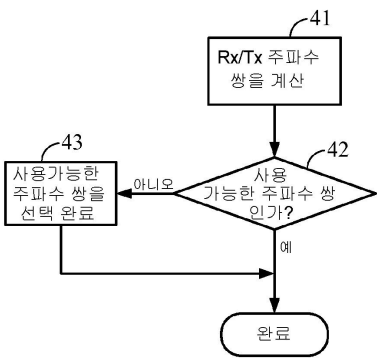 41
Rx/Tx 주파수
쌍을 계산
42
사용
가능한 주파수 쌍
인가?
아니오
43
사용가능한
주파수 쌍을
선택 완료
예
완료